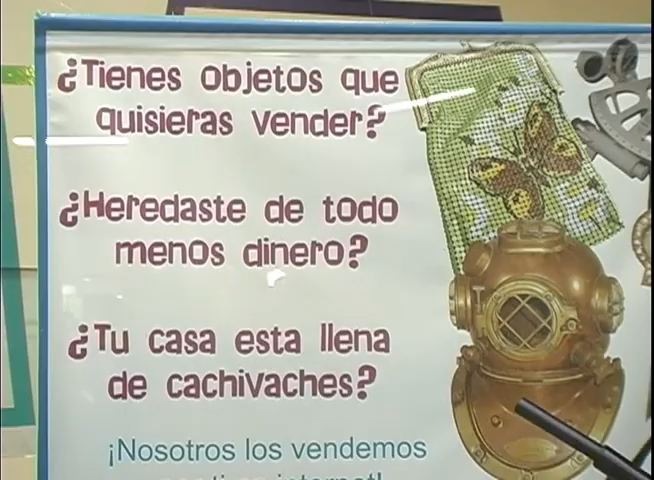 ¿Tienes objetos que
quisieras vender?
¿Heredaste de todo
menos dinero?
¿Tu casa esta llena
de cachivaches?
¡Nosotros los vendemos